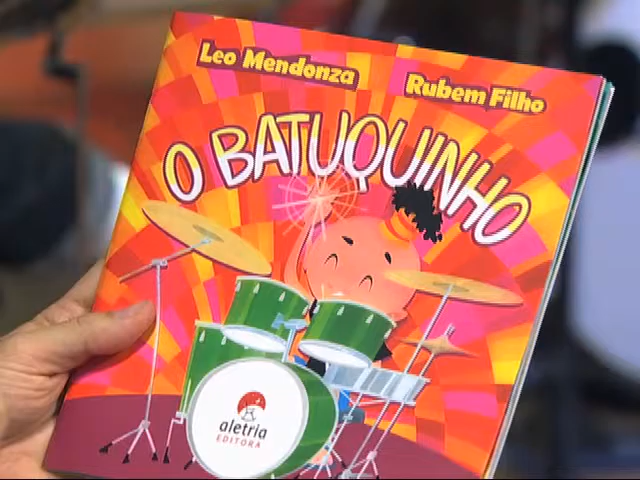 Leo Mendonza
Rubem Filho
O BATUQUINHO
aletria
EDITORA